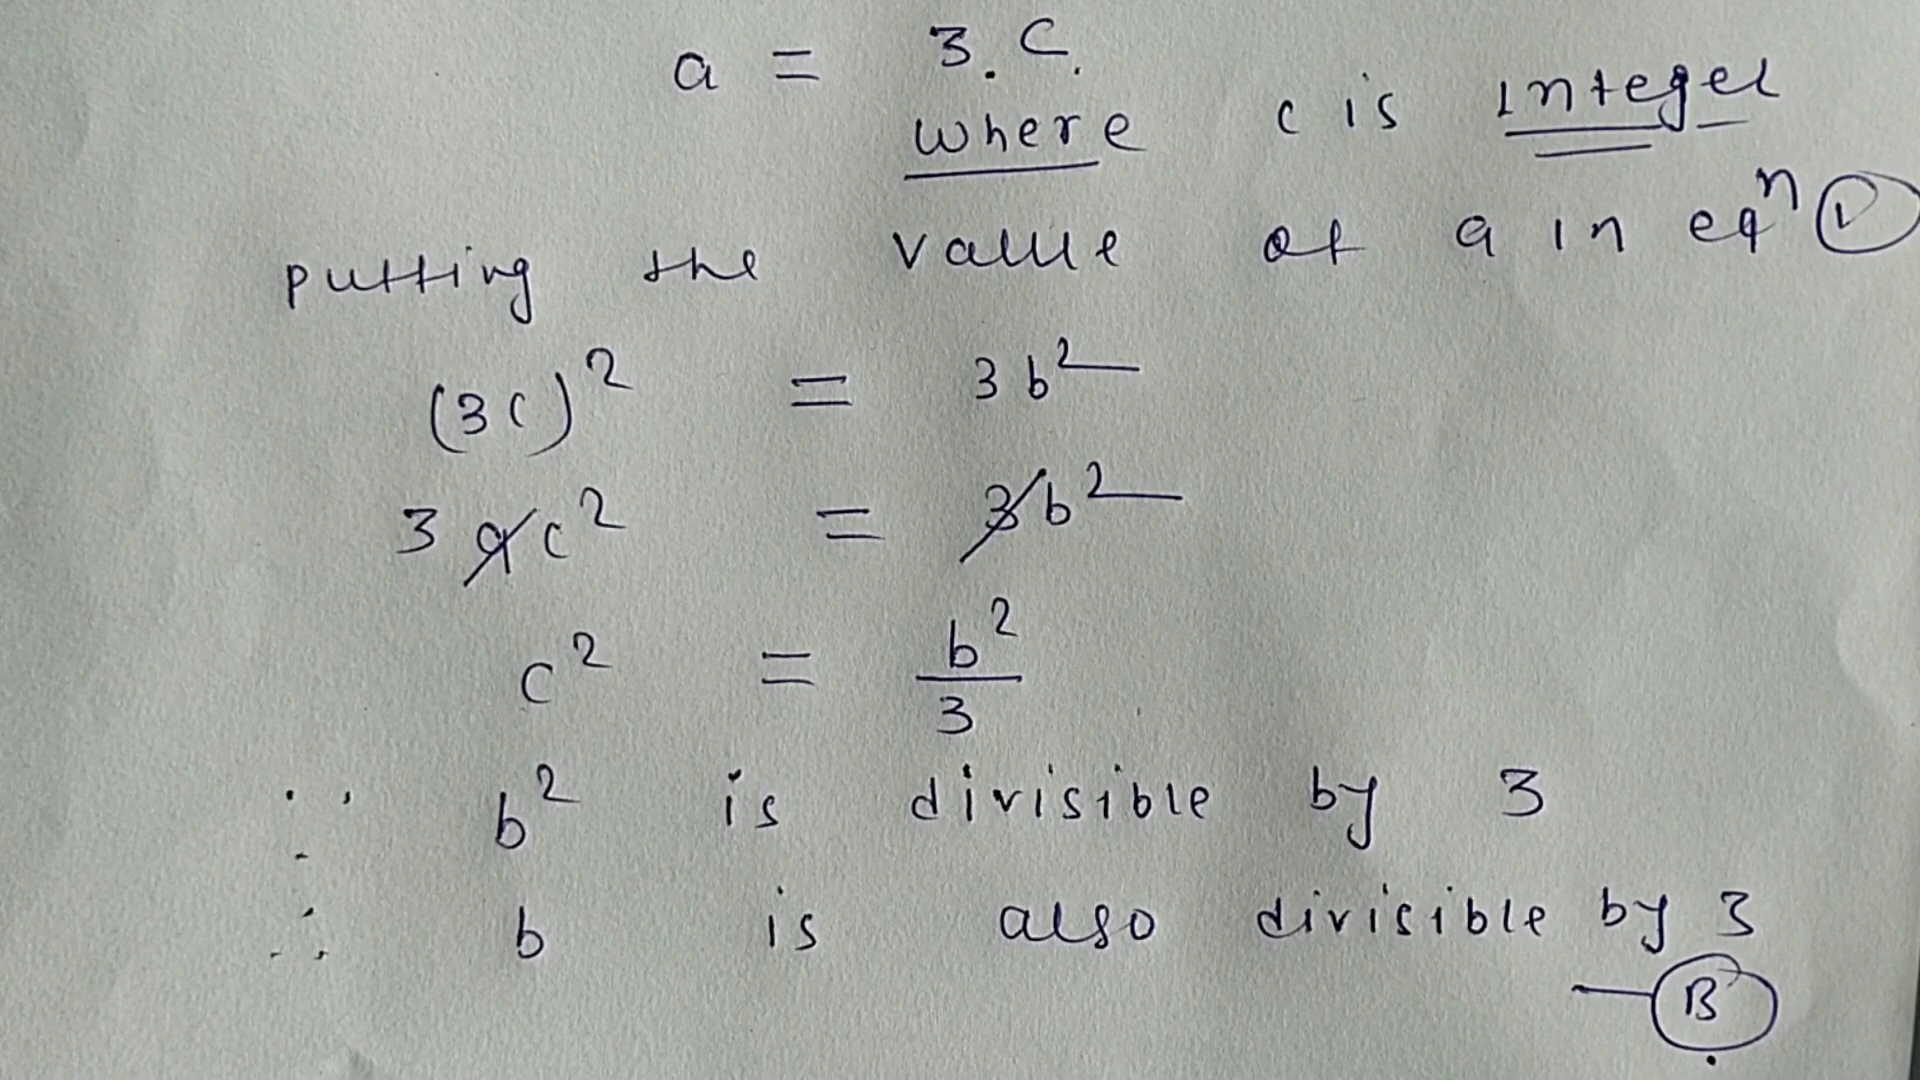 a = 3.C.
where c is integer
putting the value of a in eqⁿ ①
(3c)² = 3b²
3 9c² = 3b²
c² = b²/3
∵ b² is divisible by 3
∴ b is also divisible by 3
— Ⓑ